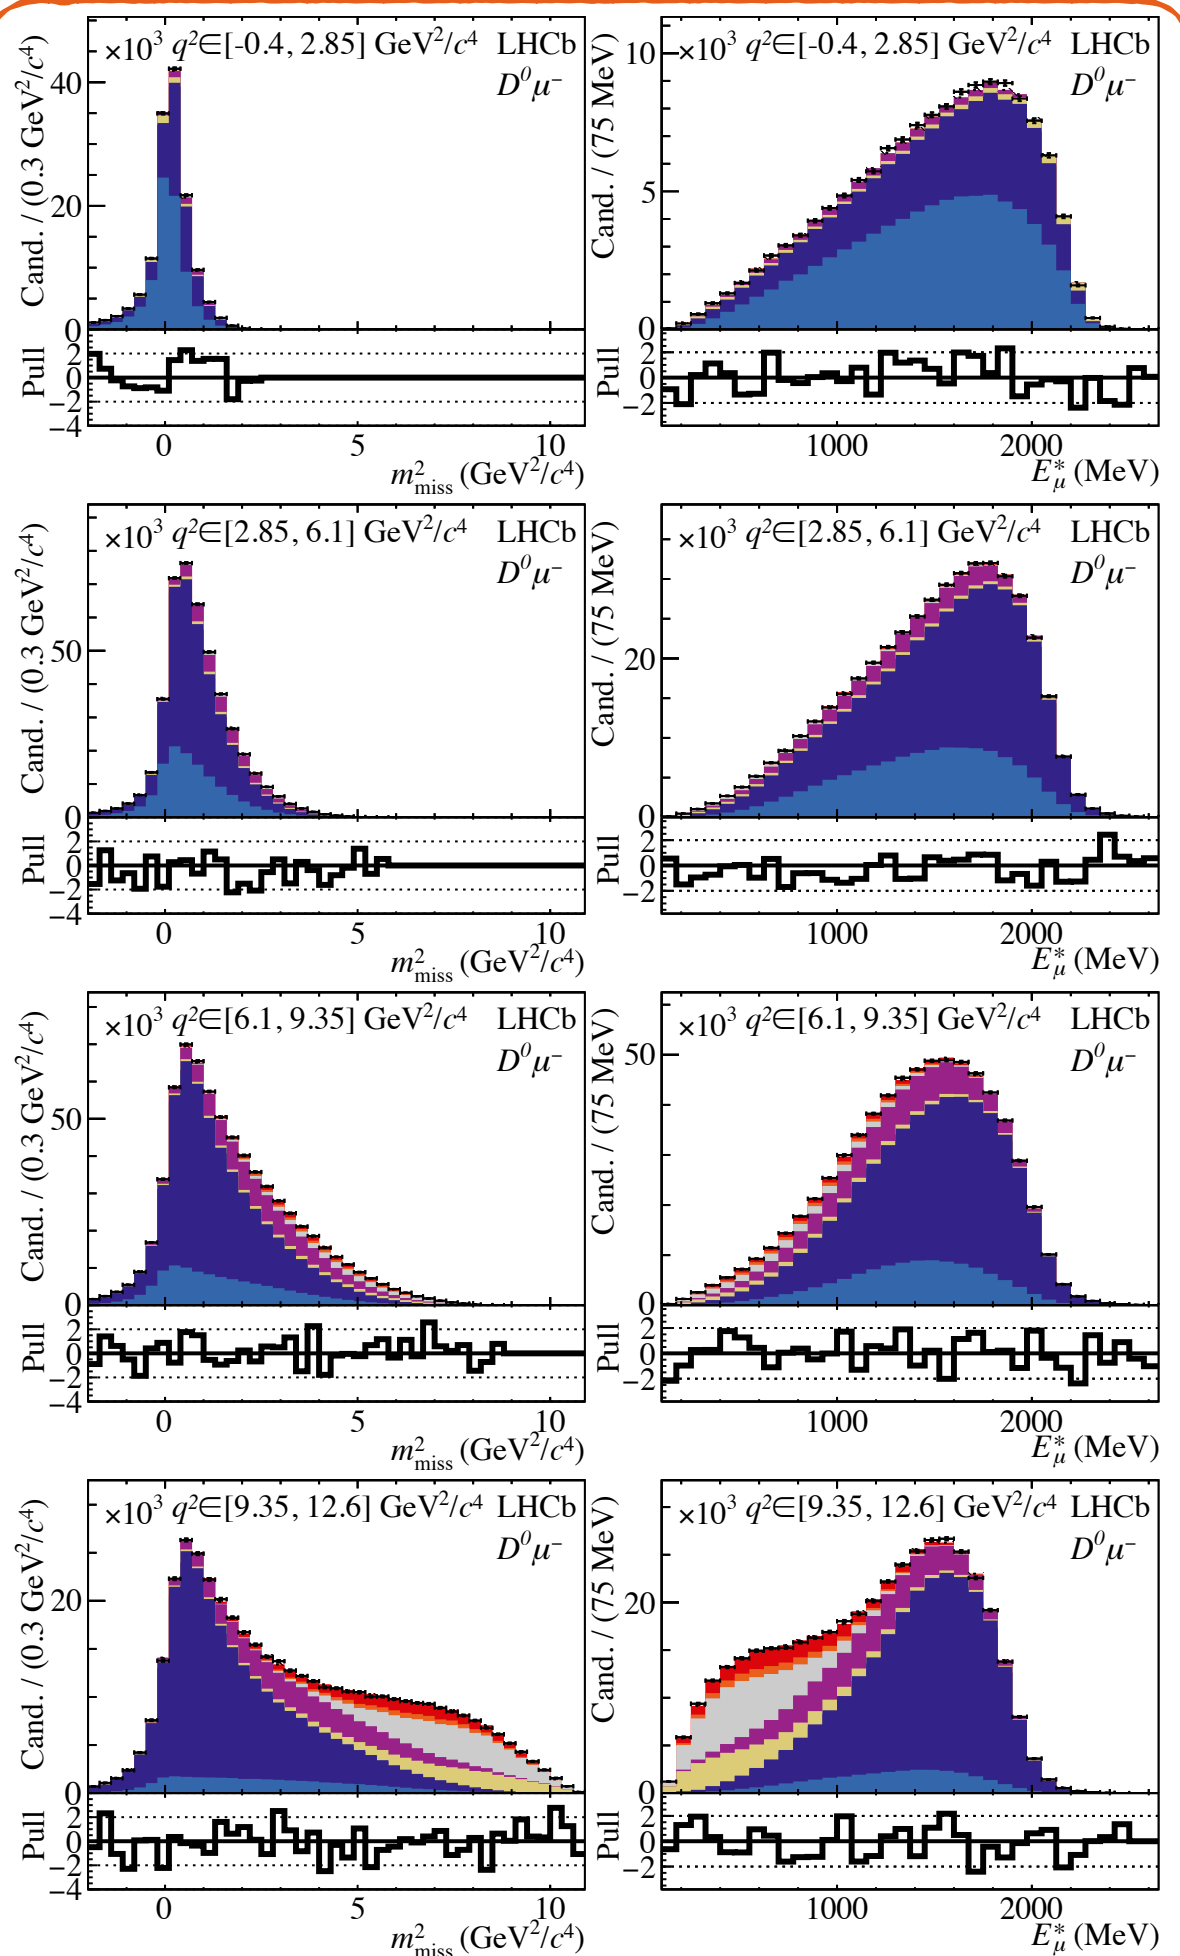 ×10³ q²∈[-0.4, 2.85] GeV²/c⁴ LHCb
D⁰μ⁻
Cand. / (0.3 GeV²/c⁴)
40
20
0
Pull
2
0
−2
−4
0 5 10
m²miss (GeV²/c⁴)
×10³ q²∈[-0.4, 2.85] GeV²/c⁴ LHCb
D⁰μ⁻
Cand. / (75 MeV)
10
5
0
Pull
2
0
−2
1000 2000
E*μ (MeV)
×10³ q²∈[2.85, 6.1] GeV²/c⁴ LHCb
D⁰μ⁻
Cand. / (0.3 GeV²/c⁴)
50
0
Pull
2
0
−2
−4
0 5 10
m²miss (GeV²/c⁴)
×10³ q²∈[2.85, 6.1] GeV²/c⁴ LHCb
D⁰μ⁻
Cand. / (75 MeV)
20
0
Pull
2
0
−2
1000 2000
E*μ (MeV)
×10³ q²∈[6.1, 9.35] GeV²/c⁴ LHCb
D⁰μ⁻
Cand. / (0.3 GeV²/c⁴)
50
0
Pull
2
0
−2
−4
0 5 10
m²miss (GeV²/c⁴)
×10³ q²∈[6.1, 9.35] GeV²/c⁴ LHCb
D⁰μ⁻
Cand. / (75 MeV)
50
0
Pull
2
0
−2
1000 2000
E*μ (MeV)
×10³ q²∈[9.35, 12.6] GeV²/c⁴ LHCb
D⁰μ⁻
Cand. / (0.3 GeV²/c⁴)
20
0
Pull
2
0
−2
−4
0 5 10
m²miss (GeV²/c⁴)
×10³ q²∈[9.35, 12.6] GeV²/c⁴ LHCb
D⁰μ⁻
Cand. / (75 MeV)
20
0
Pull
2
0
−2
1000 2000
E*μ (MeV)